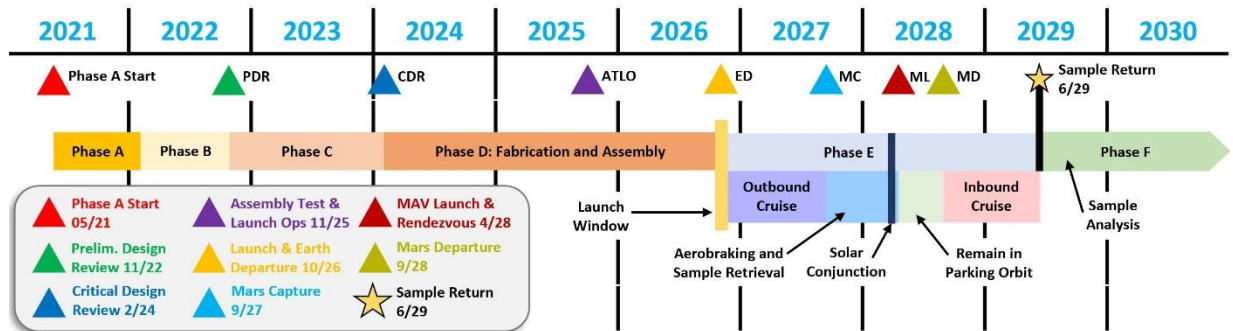 2021 2022 2023 2024 2025 2026 2027 2028 2029 2030
Phase A Start
PDR
CDR
ATLO
ED
MC
ML
MD
Sample Return
6/29
Phase A
Phase B
Phase C
Phase D: Fabrication and Assembly
Phase E
Phase F
Outbound
Cruise
Inbound
Cruise
Launch
Window
Aerobraking and
Sample Retrieval
Solar
Conjunction
Remain in
Parking Orbit
Sample
Analysis
Phase A Start
05/21
Assembly Test &
Launch Ops 11/25
MAV Launch &
Rendezvous 4/28
Prelim. Design
Review 11/22
Launch & Earth
Departure 10/26
Mars Departure
9/28
Critical Design
Review 2/24
Mars Capture
9/27
Sample Return
6/29